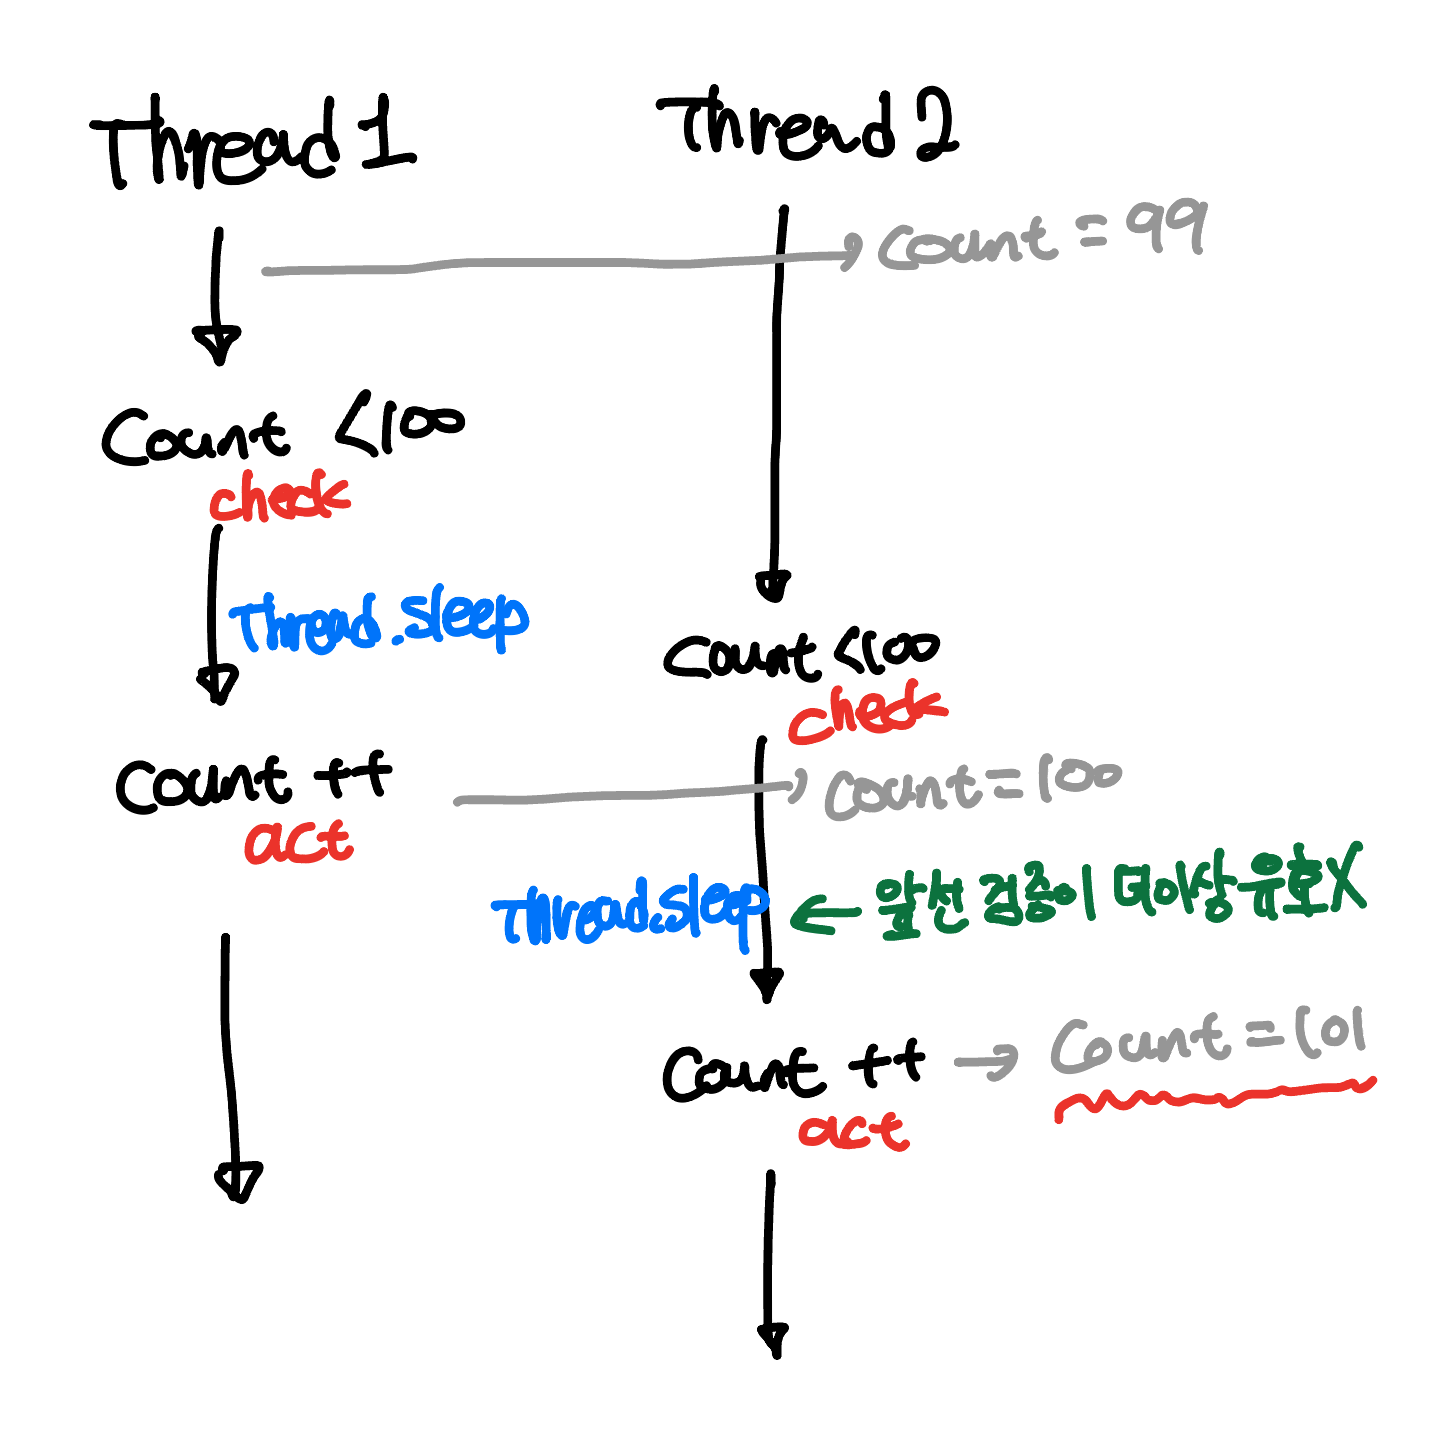 Thread 1
Thread 2
count = 99
Count < 100
check
Thread.sleep
Count < 100
check
Count ++
act
count = 100
Thread.sleep
앞선 검증이 더이상 유효X
Count ++
act
Count = 101